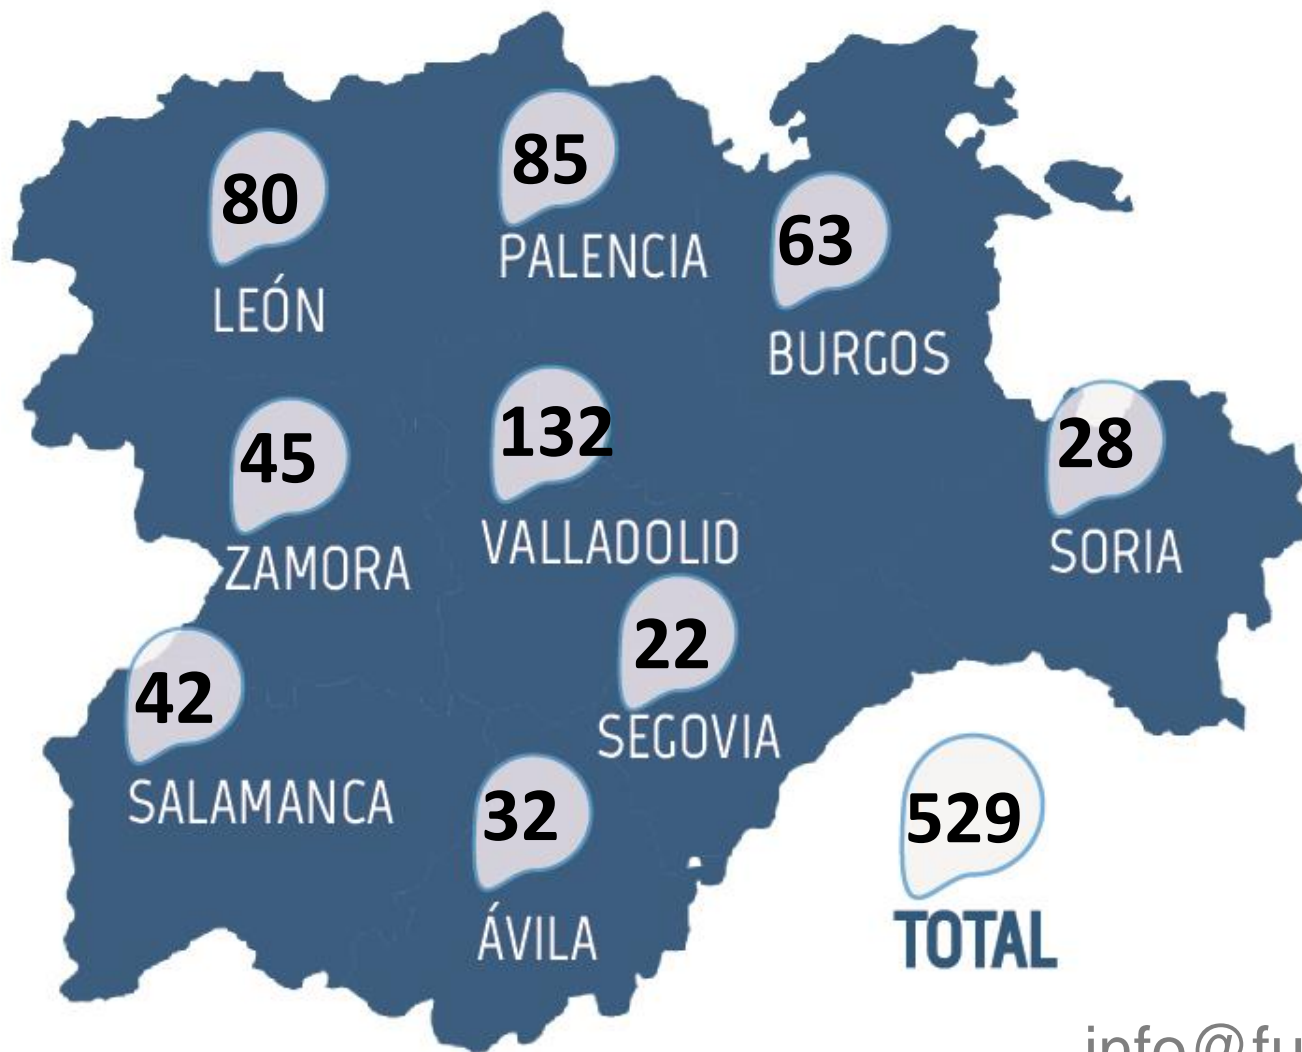 80
LEÓN
85
PALENCIA
63
BURGOS
45
ZAMORA
132
VALLADOLID
28
SORIA
42
SALAMANCA
22
SEGOVIA
32
ÁVILA
529
TOTAL